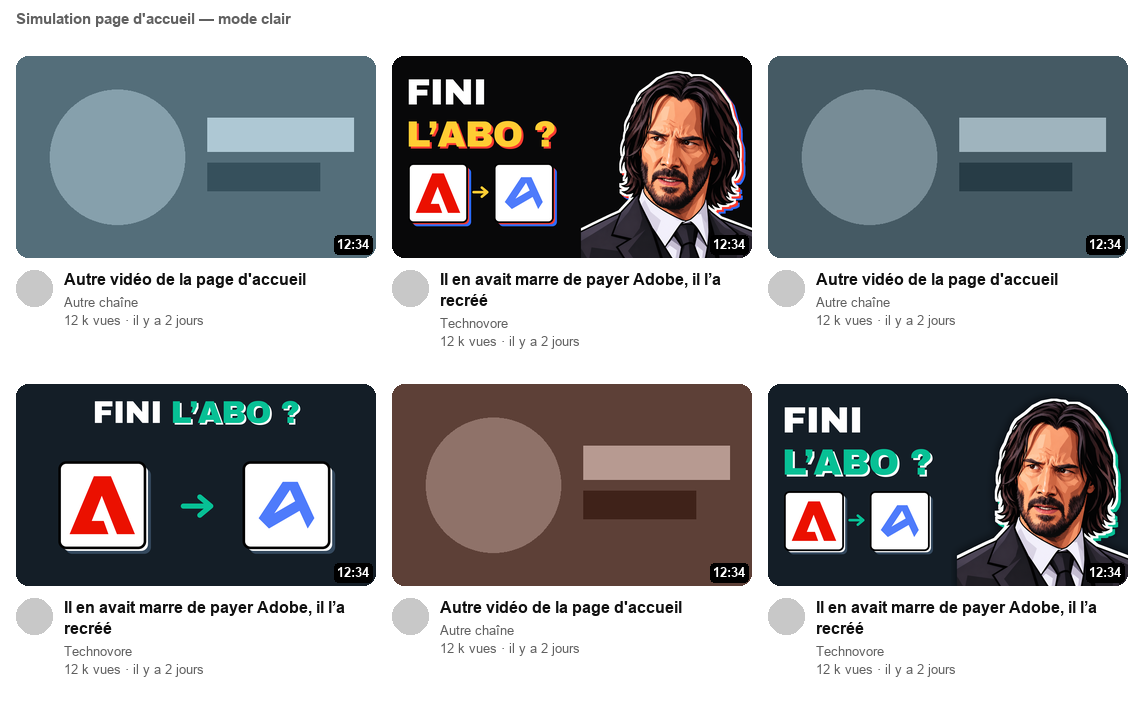 Simulation page d'accueil — mode clair
FINI
L’ABO ?
12:34
12:34
12:34
Autre vidéo de la page d'accueil
Autre chaîne
12 k vues · il y a 2 jours
Il en avait marre de payer Adobe, il l’a
recréé
Technovore
12 k vues · il y a 2 jours
Autre vidéo de la page d'accueil
Autre chaîne
12 k vues · il y a 2 jours
FINI L’ABO ?
12:34
12:34
FINI
L’ABO ?
12:34
Il en avait marre de payer Adobe, il l’a
recréé
Technovore
12 k vues · il y a 2 jours
Autre vidéo de la page d'accueil
Autre chaîne
12 k vues · il y a 2 jours
Il en avait marre de payer Adobe, il l’a
recréé
Technovore
12 k vues · il y a 2 jours